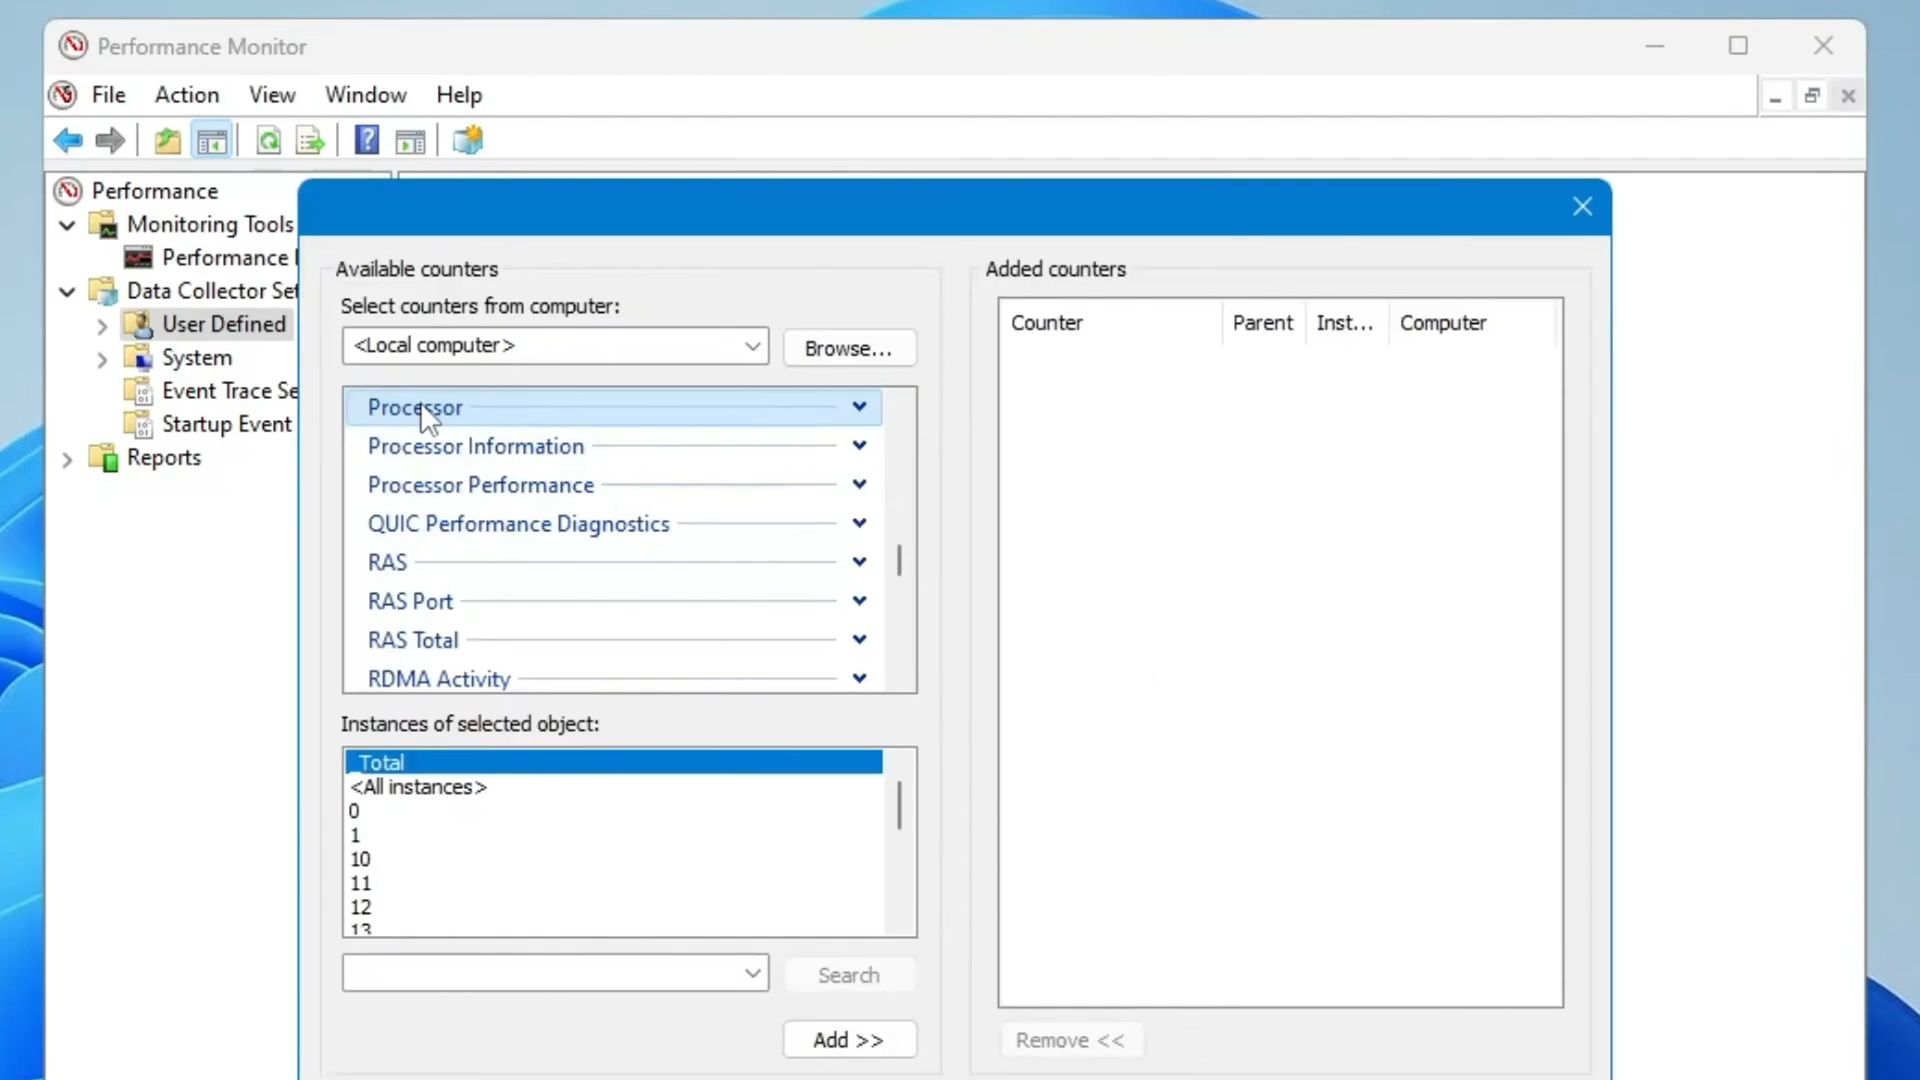 Performance Monitor
File Action View Window Help
Performance
Monitoring Tools
Performance
Data Collector Set
User Defined
System
Event Trace Se
Startup Event
Reports
Available counters
Select counters from computer:
<Local computer>
Browse...
Processor
Processor Information
Processor Performance
QUIC Performance Diagnostics
RAS
RAS Port
RAS Total
RDMA Activity
Instances of selected object:
_Total
<All instances>
0
1
10
11
12
13
Search
Add >>
Added counters
Counter Parent Inst... Computer
Remove <<